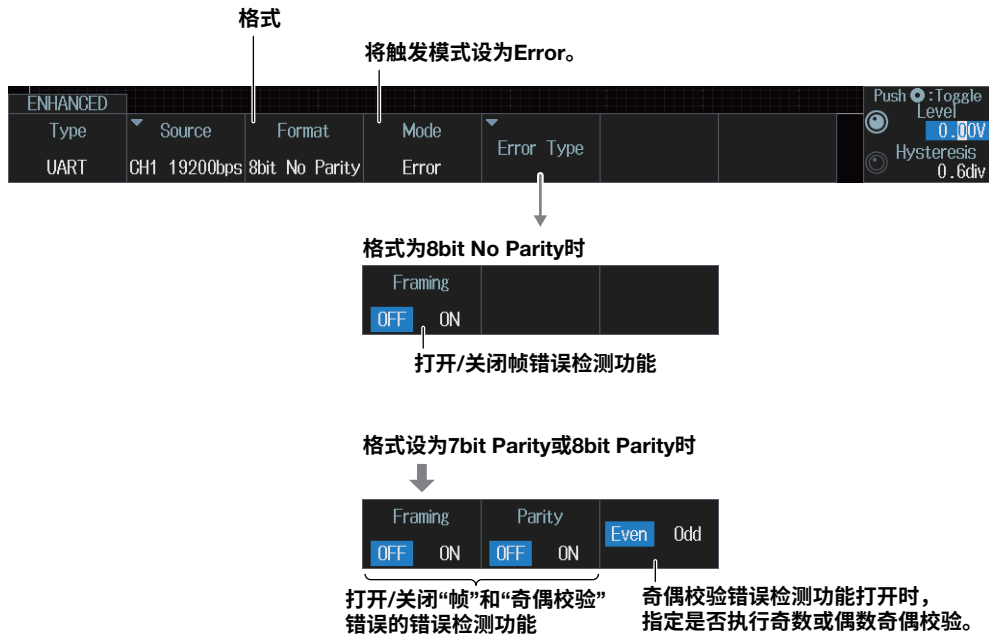 格式
将触发模式设为Error。
ENHANCED
Type
UART
Source
CH1 19200bps
Format
8bit No Parity
Mode
Error
Error Type
Push :Toggle
Level
0.00V
Hysteresis
0.6div
格式为8bit No Parity时
Framing
OFF ON
打开/关闭帧错误检测功能
格式设为7bit Parity或8bit Parity时
Framing
OFF ON
Parity
OFF ON
Even Odd
打开/关闭“帧”和“奇偶校验”
错误的错误检测功能
奇偶校验错误检测功能打开时，
指定是否执行奇数或偶数奇偶校验。